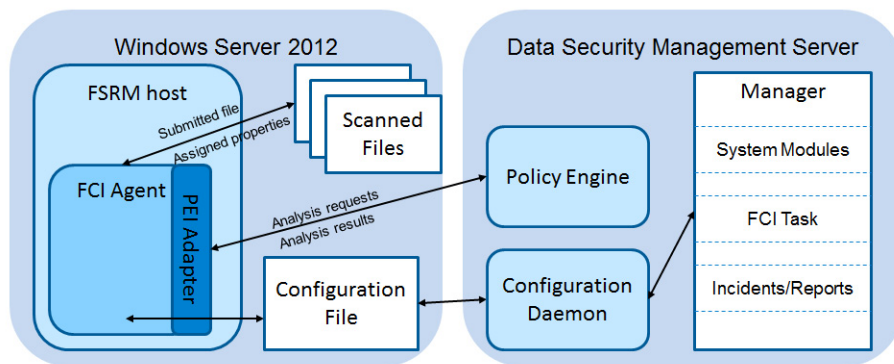 Windows Server 2012
FSRM host
Submitted file
Assigned properties
Scanned
Files
FCI Agent
PEI Adapter
Analysis requests
Analysis results
Configuration
File
Data Security Management Server
Policy Engine
Configuration
Daemon
Manager
System Modules
FCI Task
Incidents/Reports